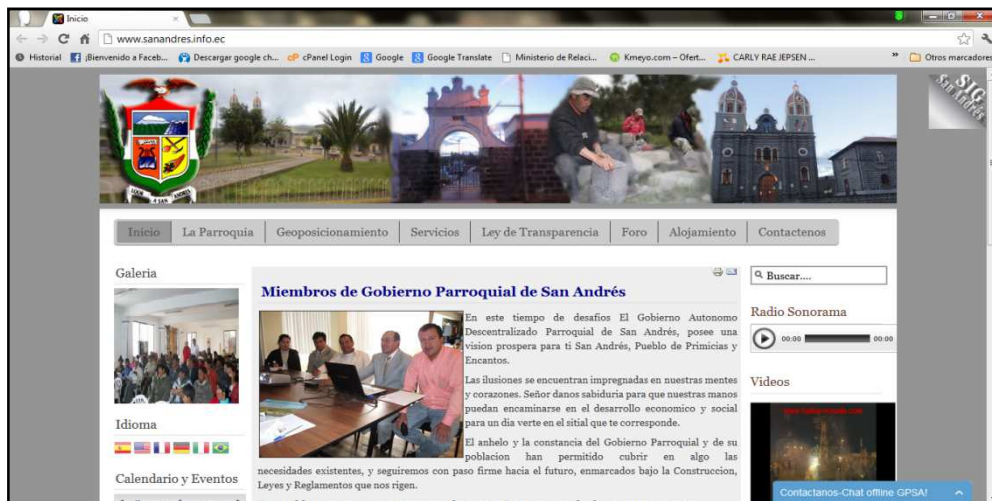 Inicio
www.sanandres.info.ec
Historial
¡Bienvenido a Faceb...
Descargar google ch...
cPanel Login
Google
Google Translate
Ministerio de Relaci...
Kmeyo.com – Ofert...
CARLY RAE JEPSEN ...
»
Otros marcadores
SIG
San Andrés
Inicio
La Parroquia
Geoposicionamiento
Servicios
Ley de Transparencia
Foro
Alojamiento
Contactenos
Galeria
Idioma
Calendario y Eventos
Miembros de Gobierno Parroquial de San Andrés
En este tiempo de desafios El Gobierno Autonomo
Descentralizado Parroquial de San Andrés, posee una
vision prospera para ti San Andrés, Pueblo de Primicias y
Encantos.
Las ilusiones se encuentran impregnadas en nuestras mentes
y corazones. Señor danos sabiduria para que nuestras manos
puedan encaminarse en el desarrollo economico y social
para un dia verte en el sitial que te corresponde.
El anhelo y la constancia del Gobierno Parroquial y de su
poblacion han permitido cubrir en algo las
necesidades existentes, y seguiremos con paso firme hacia el futuro, enmarcados bajo la Construccion,
Leyes y Reglamentos que nos rigen.
Buscar....
Radio Sonorama
00:00
00:00
Videos
Contactanos-Chat offline GPSA!